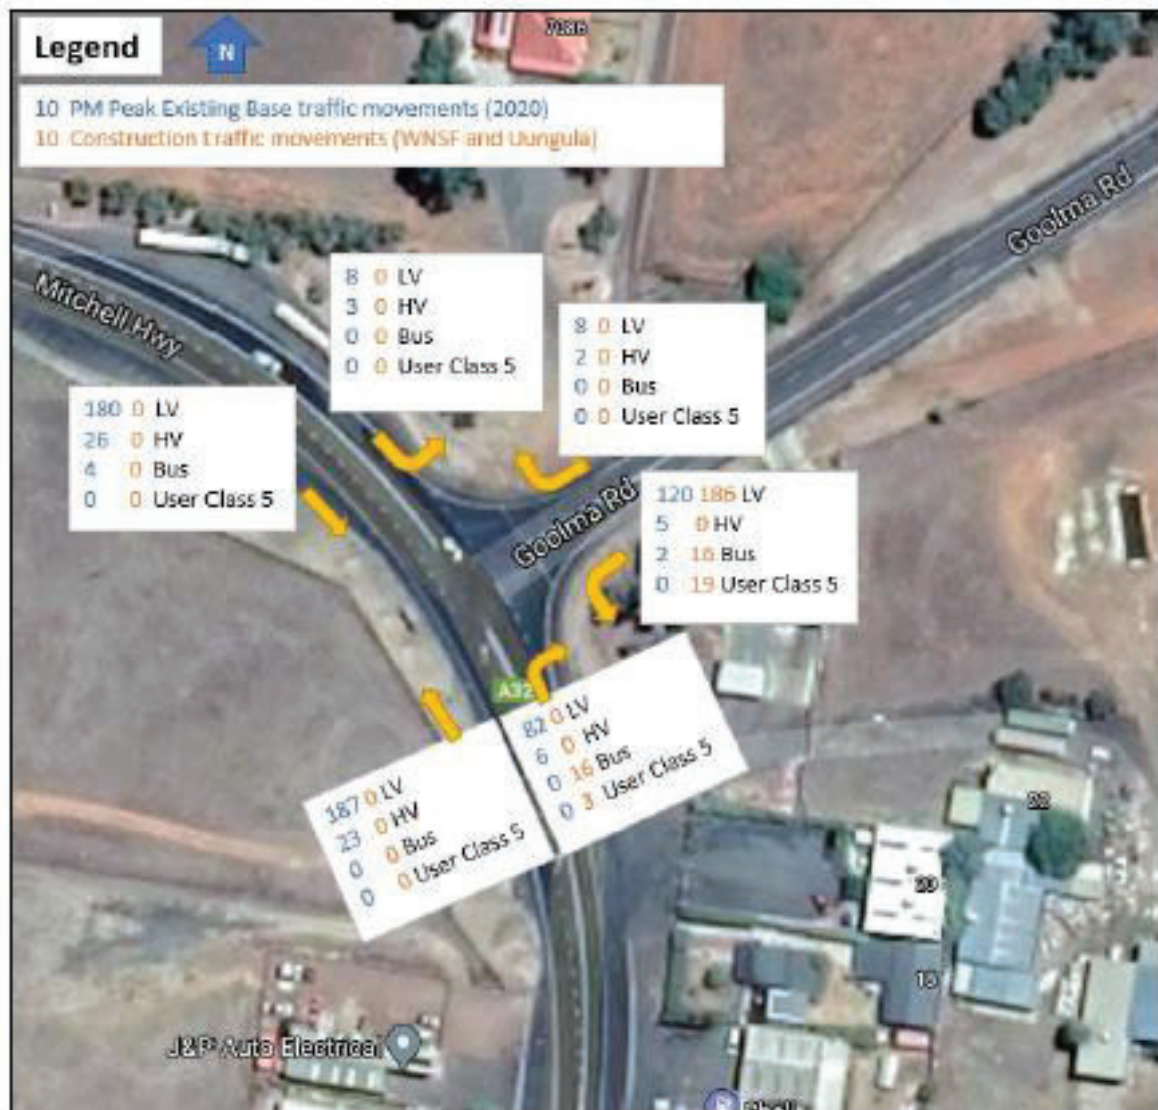 Legend
N
7086
10 PM Peak Existiing Base traffic movements (2020)
10 Construction traffic movements (WNSF and Uungula)
Goolma Rd
Mitchell Hwy
8 0 LV
3 0 HV
0 0 Bus
0 0 User Class 5
8 0 LV
2 0 HV
0 0 Bus
0 0 User Class 5
180 0 LV
26 0 HV
4 0 Bus
0 0 User Class 5
120 186 LV
5 0 HV
2 16 Bus
0 19 User Class 5
Goolma Rd
A32
82 0 LV
6 0 HV
0 16 Bus
0 3 User Class 5
187 0 LV
23 0 HV
0 0 Bus
0 0 User Class 5
J&P Auto Electrical